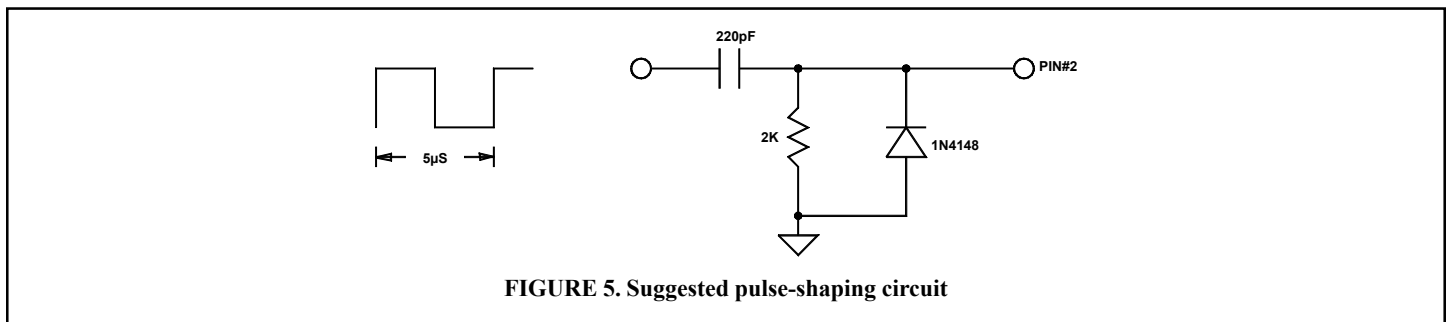 220pF
PIN#2
2K
1N4148
5µS
FIGURE 5. Suggested pulse-shaping circuit